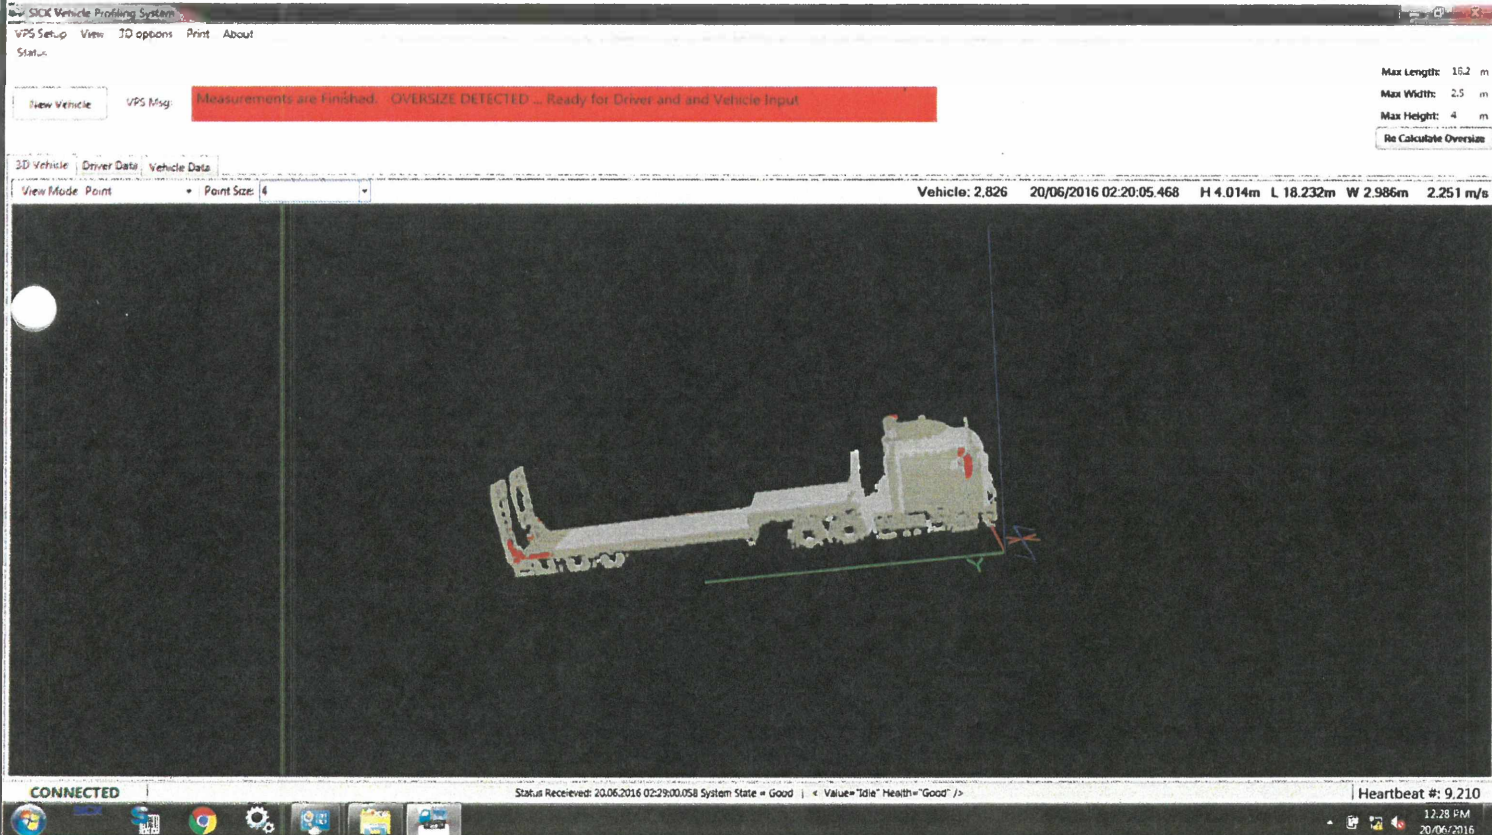 SICK Vehicle Profiling System
VPS Setup View 3D options Print About
Status
Max Length: 16.2 m
New Vehicle VPS Msg: Measurements are Finished. OVERSIZE DETECTED ... Ready for Driver and and Vehicle Input
Max Width: 2.5 m
Max Height: 4 m
Re Calculate Oversize
3D Vehicle Driver Data Vehicle Data
View Mode Point Point Size: 4 Vehicle: 2,826 20/06/2016 02:20:05.468 H 4.014m L 18.232m W 2.986m 2.251 m/s
Y
CONNECTED Status Receieved: 20.06.2016 02:29:00.058 System State = Good | < Value="Idle" Health="Good" /> Heartbeat #: 9,210
SICK
12:28 PM
20/06/2016